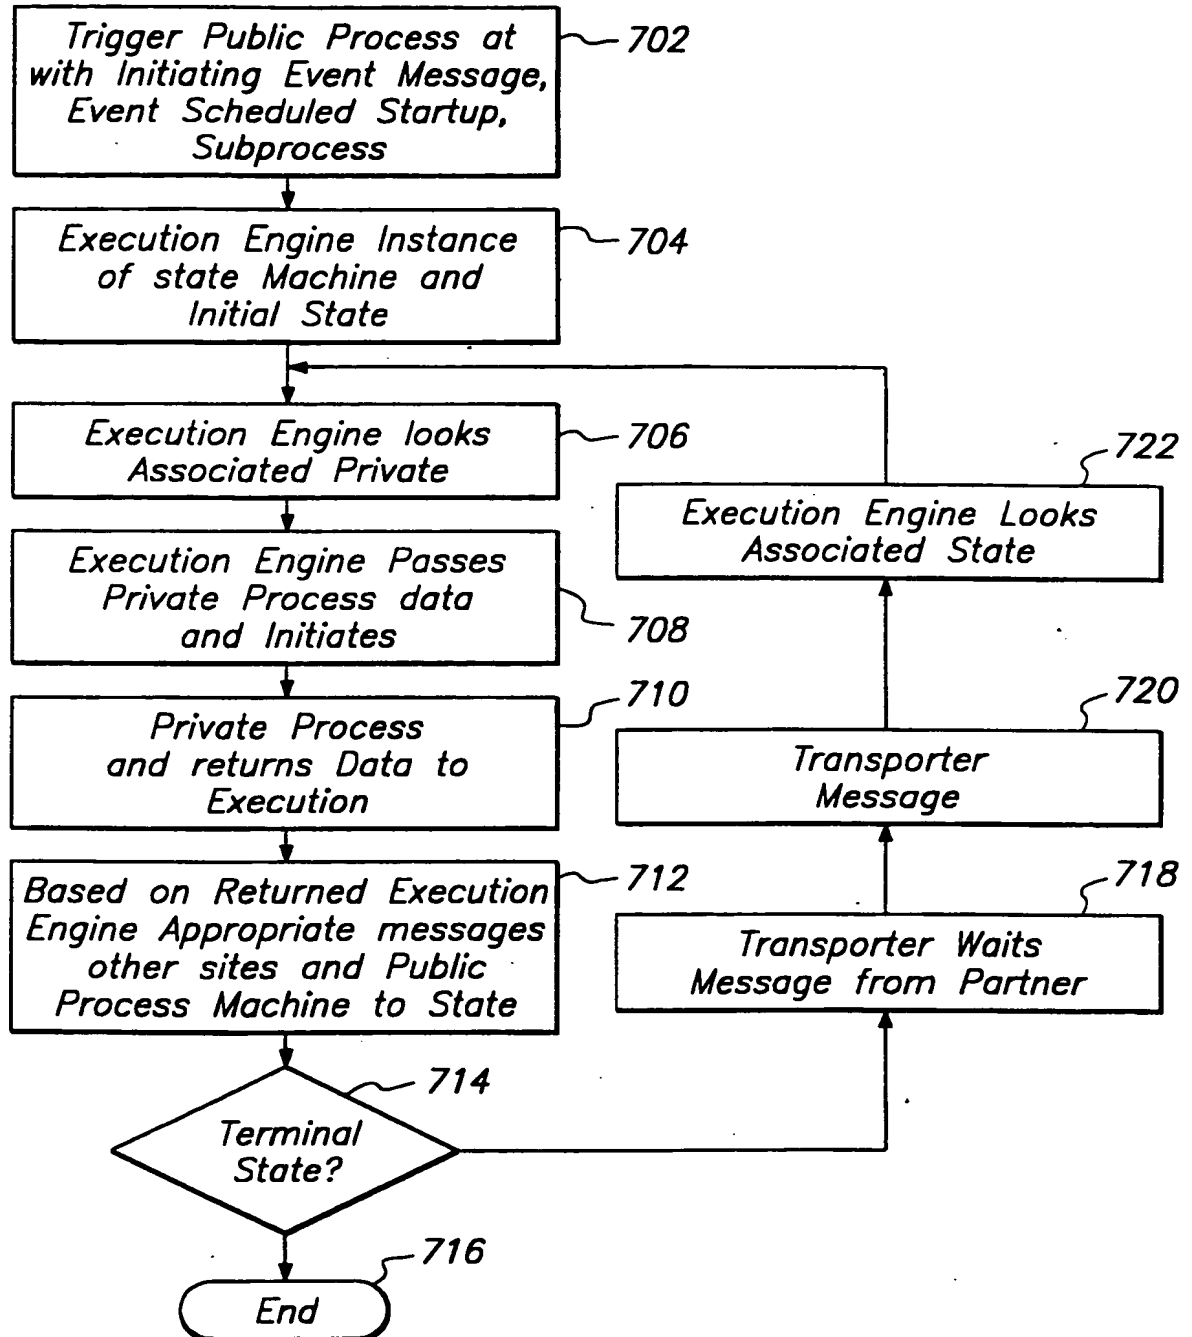 Trigger Public Process at
with Initiating Event Message,
Event Scheduled Startup,
Subprocess
702
Execution Engine Instance
of state Machine and
Initial State
704
Execution Engine looks
Associated Private
706
Execution Engine Passes
Private Process data
and Initiates
708
Private Process
and returns Data to
Execution
710
Based on Returned Execution
Engine Appropriate messages
other sites and Public
Process Machine to State
712
Terminal
State?
714
End
716
Transporter Waits
Message from Partner
718
Transporter
Message
720
Execution Engine Looks
Associated State
722